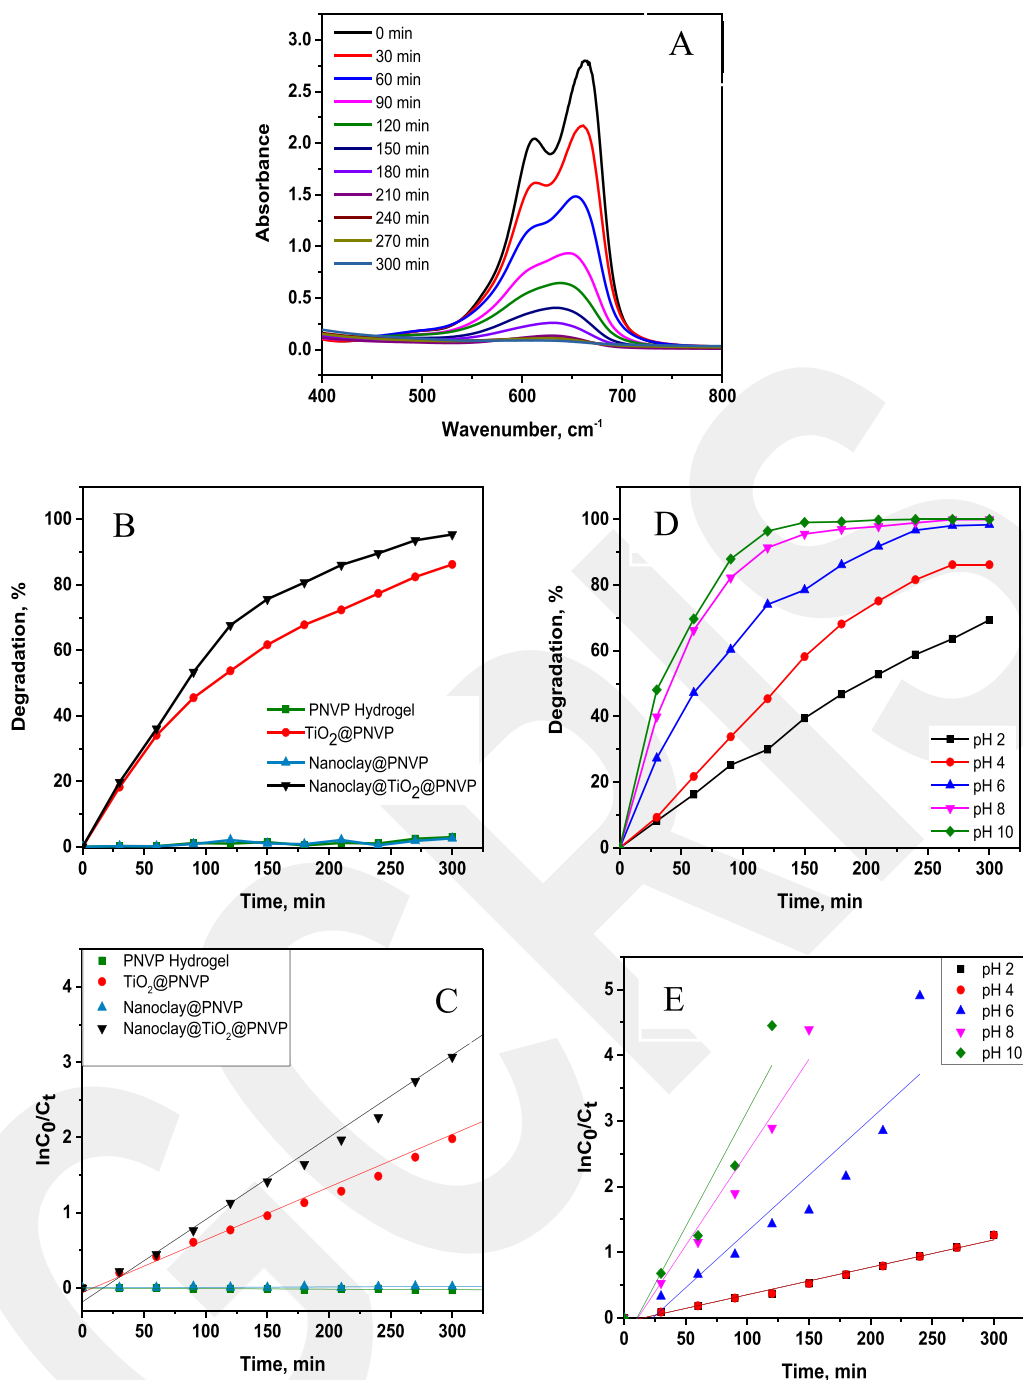 A
0 min
30 min
60 min
90 min
120 min
150 min
180 min
210 min
240 min
270 min
300 min
3.0
2.5
2.0
1.5
1.0
0.5
0.0
Absorbance
400 500 600 700 800
Wavenumber, cm⁻¹
B
100
80
60
40
20
0
Degradation, %
PNVP Hydrogel
TiO₂@PNVP
Nanoclay@PNVP
Nanoclay@TiO₂@PNVP
0 50 100 150 200 250 300
Time, min
D
100
80
60
40
20
0
Degradation, %
pH 2
pH 4
pH 6
pH 8
pH 10
0 50 100 150 200 250 300
Time, min
C
PNVP Hydrogel
TiO₂@PNVP
Nanoclay@PNVP
Nanoclay@TiO₂@PNVP
4
3
2
1
0
lnC₀/Cₜ
0 50 100 150 200 250 300
Time, min
E
pH 2
pH 4
pH 6
pH 8
pH 10
5
4
3
2
1
0
lnC₀/Cₜ
0 50 100 150 200 250 300
Time, min
GCRIS